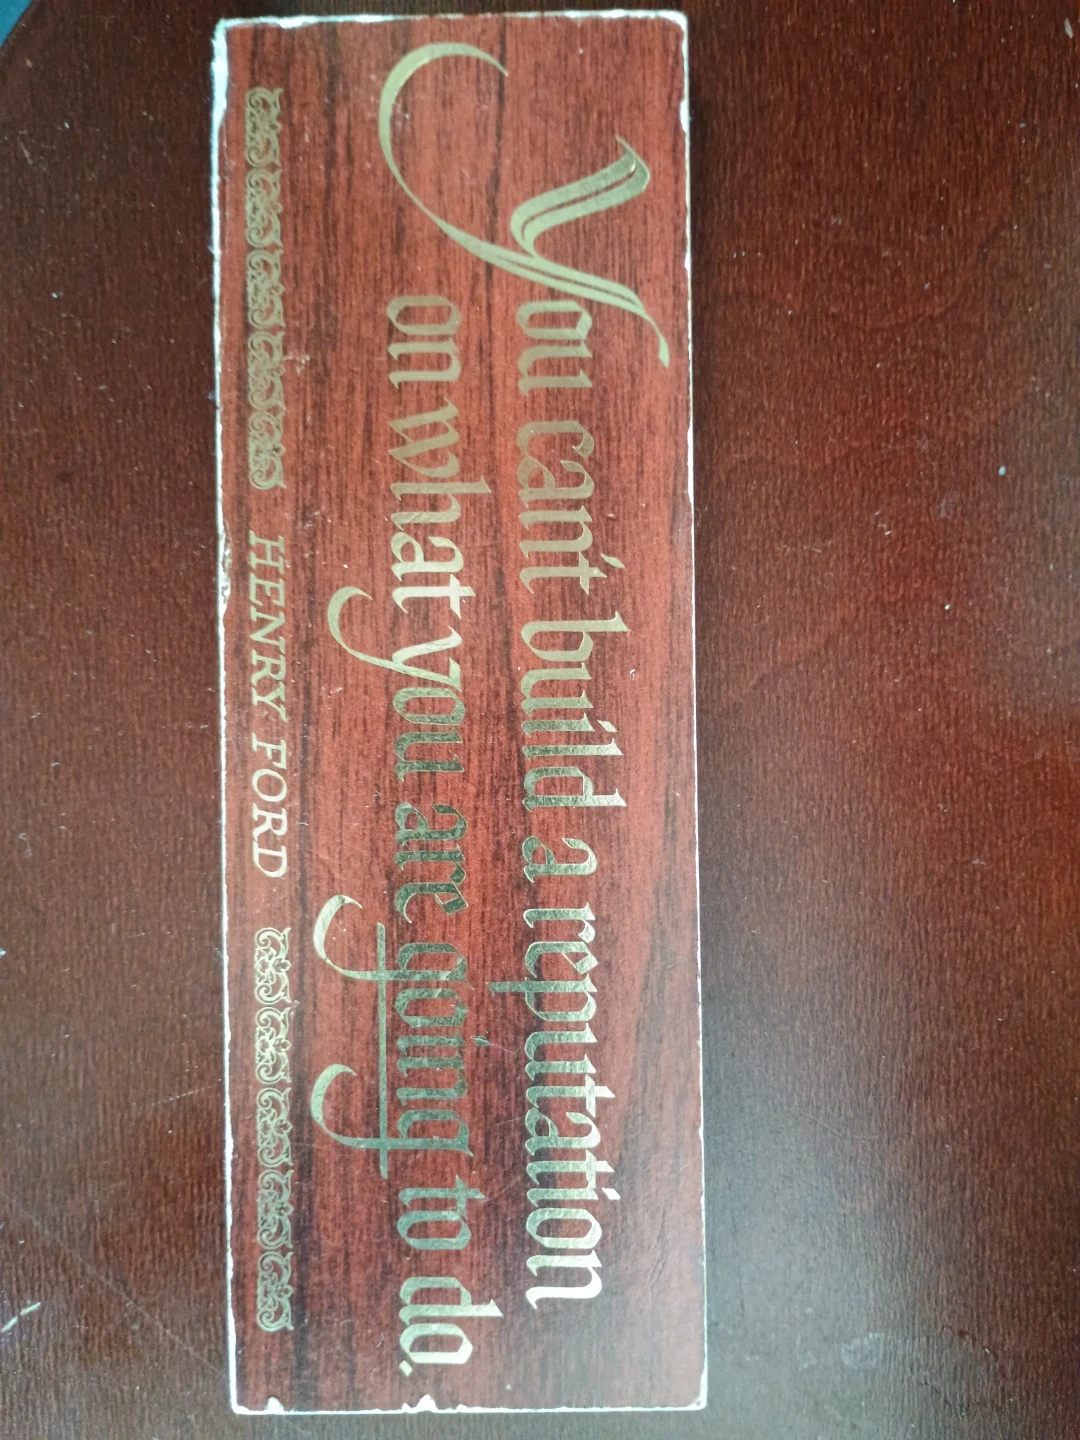 You can't build a reputation
on what you are going to do.
HENRY FORD